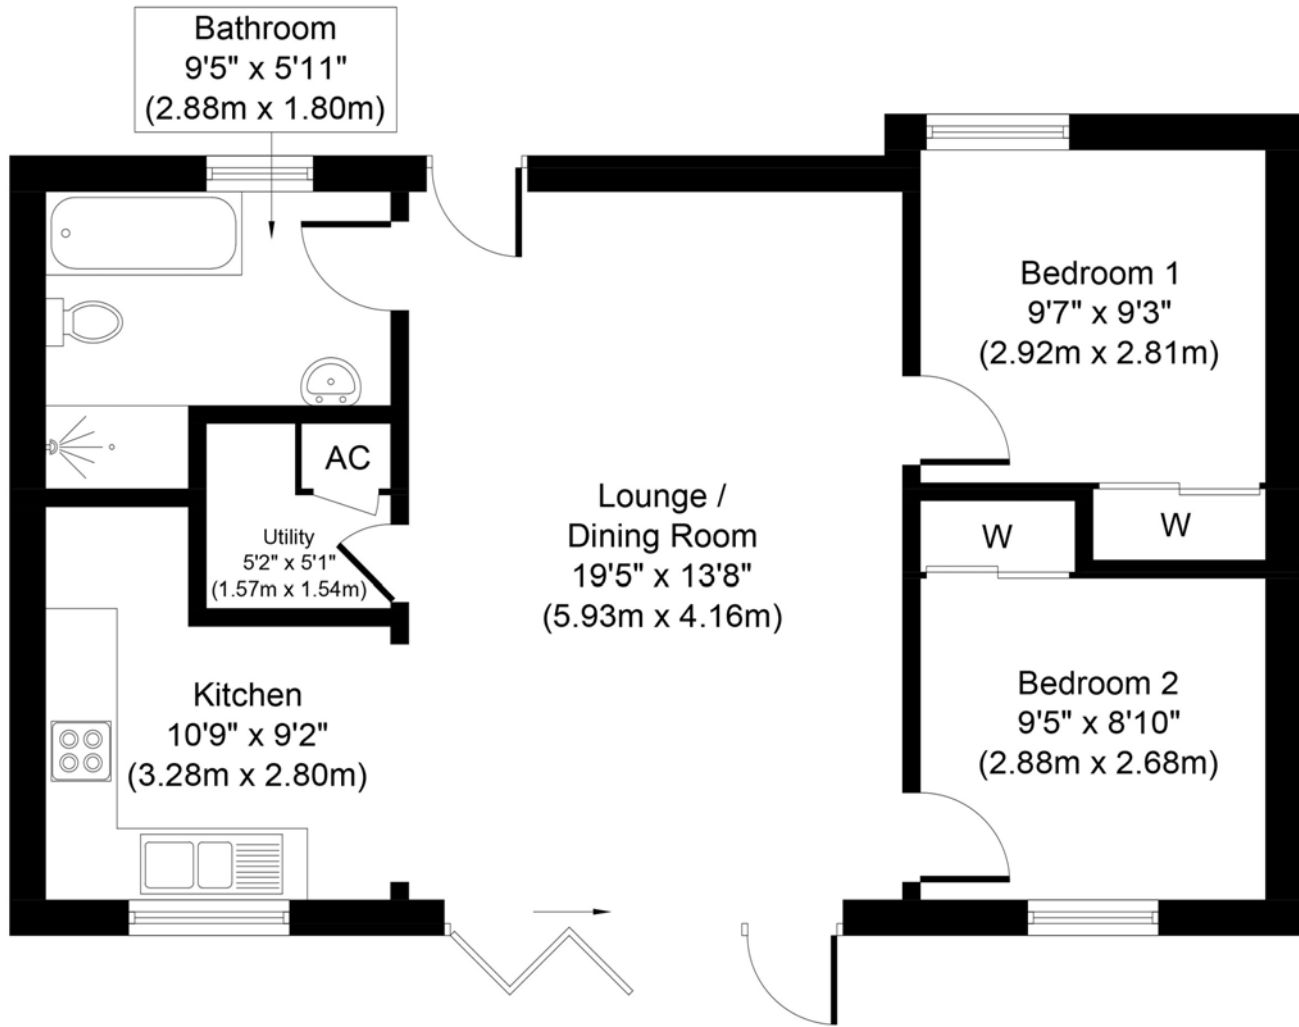 Bathroom
9'5" x 5'11"
(2.88m x 1.80m)
Bedroom 1
9'7" x 9'3"
(2.92m x 2.81m)
AC
Utility
5'2" x 5'1"
(1.57m x 1.54m)
Lounge /
Dining Room
19'5" x 13'8"
(5.93m x 4.16m)
W
W
Kitchen
10'9" x 9'2"
(3.28m x 2.80m)
Bedroom 2
9'5" x 8'10"
(2.88m x 2.68m)